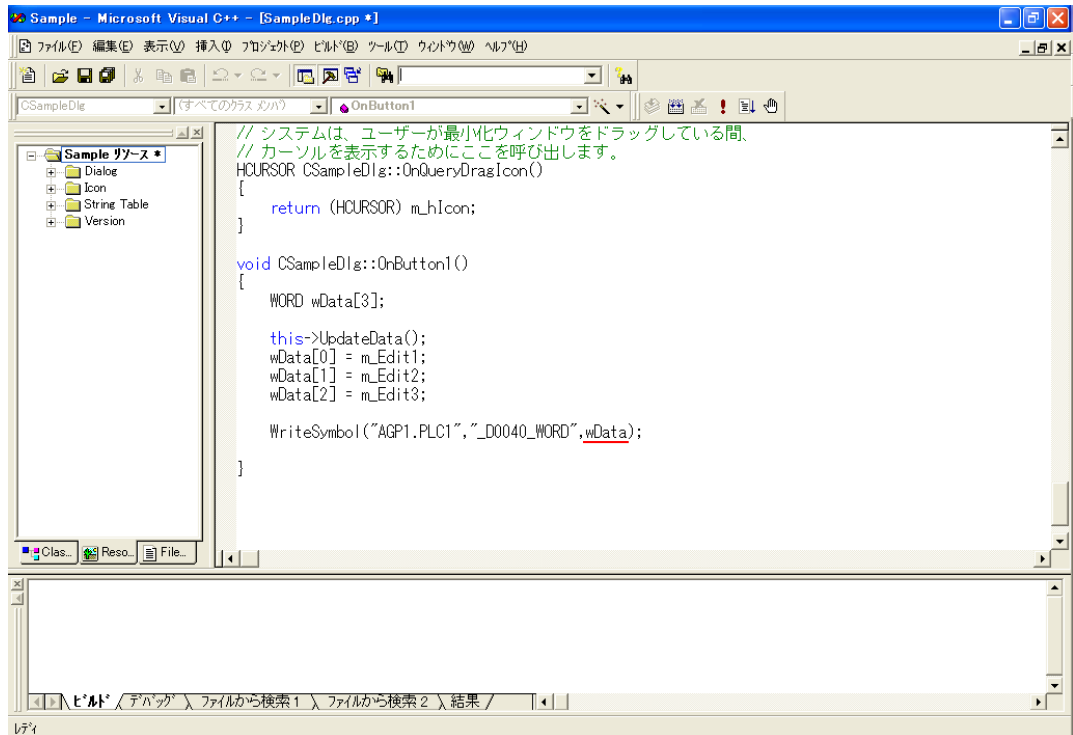 Sample - Microsoft Visual C++ - [SampleDlg.cpp *]
ファイル(F) 編集(E) 表示(V) 挿入(I) プロジェクト(P) ビルド(B) ツール(T) ウィンドウ(W) ヘルプ(H)
CSampleDlg (すべてのクラス メンバ) OnButton1
Sample リソース *
Dialog
Icon
String Table
Version
Clas... Reso... File...
// システムは、ユーザーが最小化ウィンドウをドラッグしている間、
// カーソルを表示するためにここを呼び出します。
HCURSOR CSampleDlg::OnQueryDragIcon()
{
return (HCURSOR) m_hIcon;
}
void CSampleDlg::OnButton1()
{
WORD wData[3];
this->UpdateData();
wData[0] = m_Edit1;
wData[1] = m_Edit2;
wData[2] = m_Edit3;
WriteSymbol("AGP1.PLC1","_D0040_WORD",wData);
}
ビルド デバッグ ファイルから検索 1 ファイルから検索 2 結果
レディ